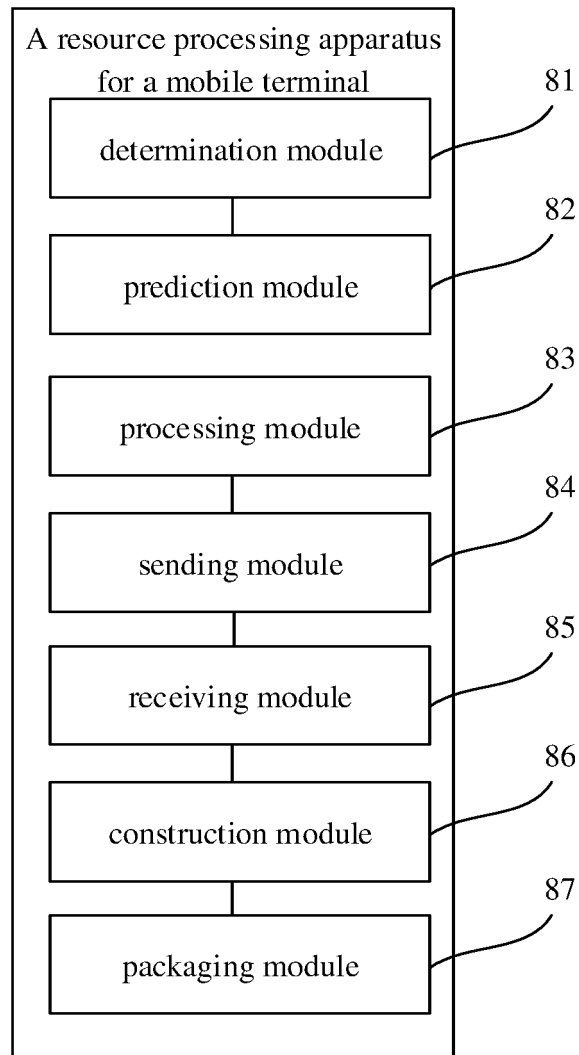 A resource processing apparatus
for a mobile terminal
81
determination module
82
prediction module
83
processing module
84
sending module
85
receiving module
86
construction module
87
packaging module